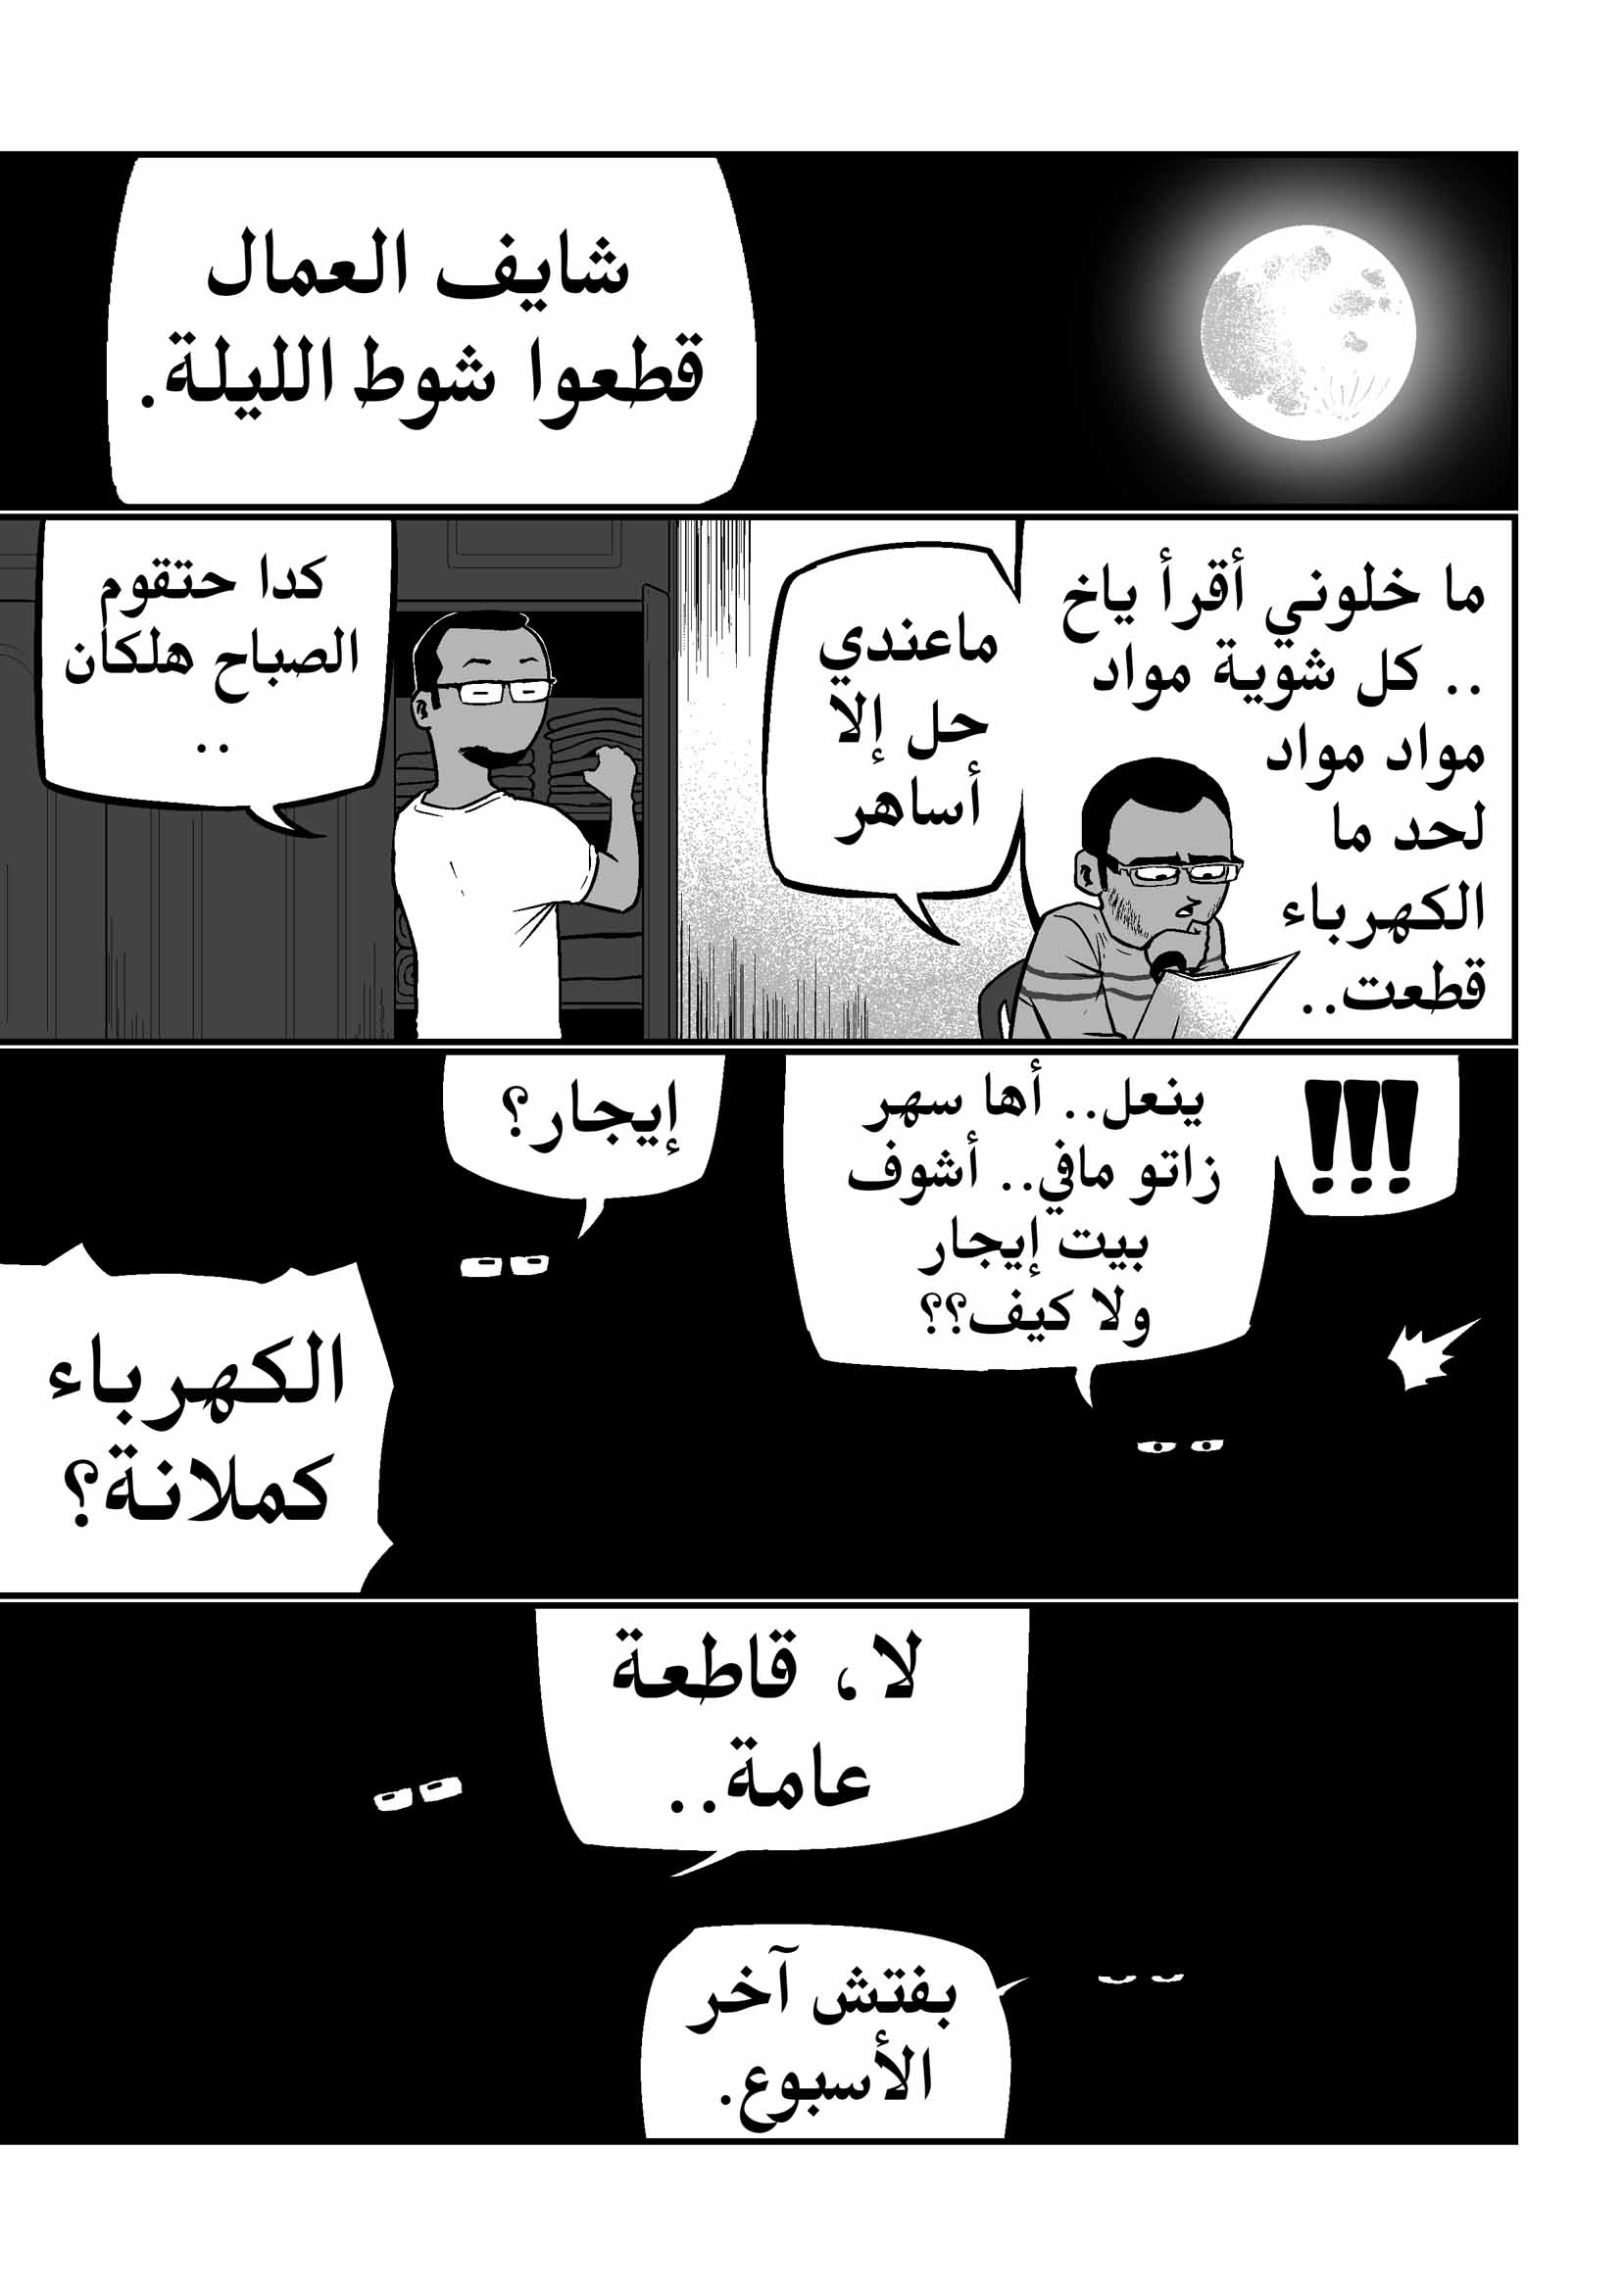 شايف العمال
قطعوا شوط الليلة.
ما خلوني أقرأ ياخ
.. كل شوية مواد
مواد مواد
لحد ما
الكهرباء
قطعت..
ماعندي
حل إلا
أساهر
كدا حتقوم
الصباح هلكان
..
!!!
ينعل.. أها سهر
زاتو مافي.. أشوف
بيت إيجار
ولا كيف؟؟
إيجار؟
الكهرباء
كملانة؟
لا، قاطعة
عامة..
بفتش آخر
الأسبوع.